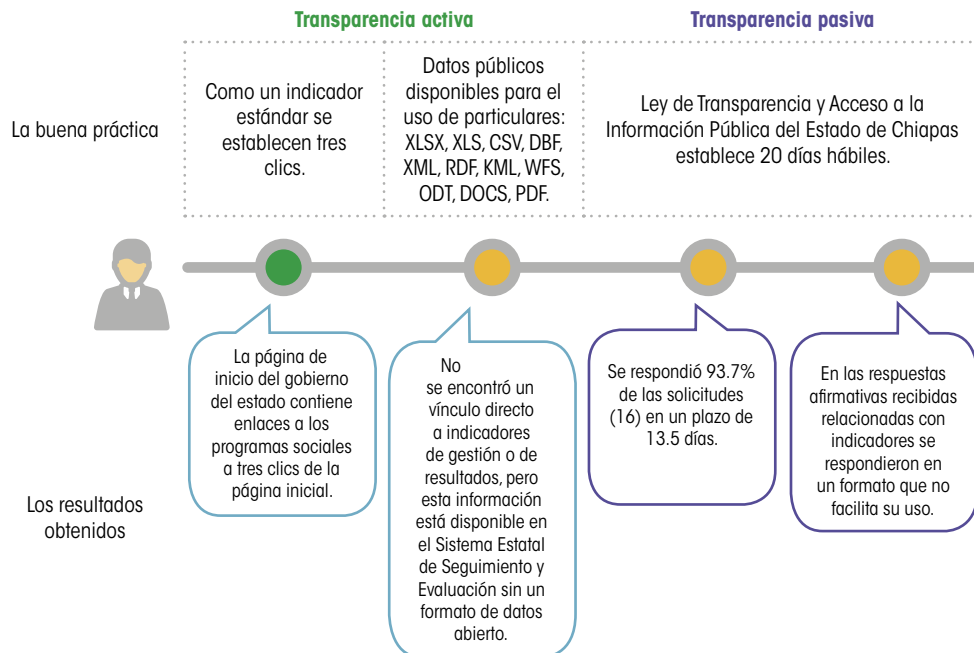 Transparencia activa
Transparencia pasiva
La buena práctica
Como un indicador
estándar se
establecen tres
clics.
Datos públicos
disponibles para el
uso de particulares:
XLSX, XLS, CSV, DBF,
XML, RDF, KML, WFS,
ODT, DOCS, PDF.
Ley de Transparencia y Acceso a la
Información Pública del Estado de Chiapas
establece 20 días hábiles.
Los resultados
obtenidos
La página de
inicio del gobierno
del estado contiene
enlaces a los
programas sociales
a tres clics de la
página inicial.
No
se encontró un
vínculo directo
a indicadores
de gestión o de
resultados, pero
esta información
está disponible en
el Sistema Estatal
de Seguimiento y
Evaluación sin un
formato de datos
abierto.
Se respondió 93.7%
de las solicitudes
(16) en un plazo de
13.5 días.
En las respuestas
afirmativas recibidas
relacionadas con
indicadores se
respondieron en
un formato que no
facilita su uso.